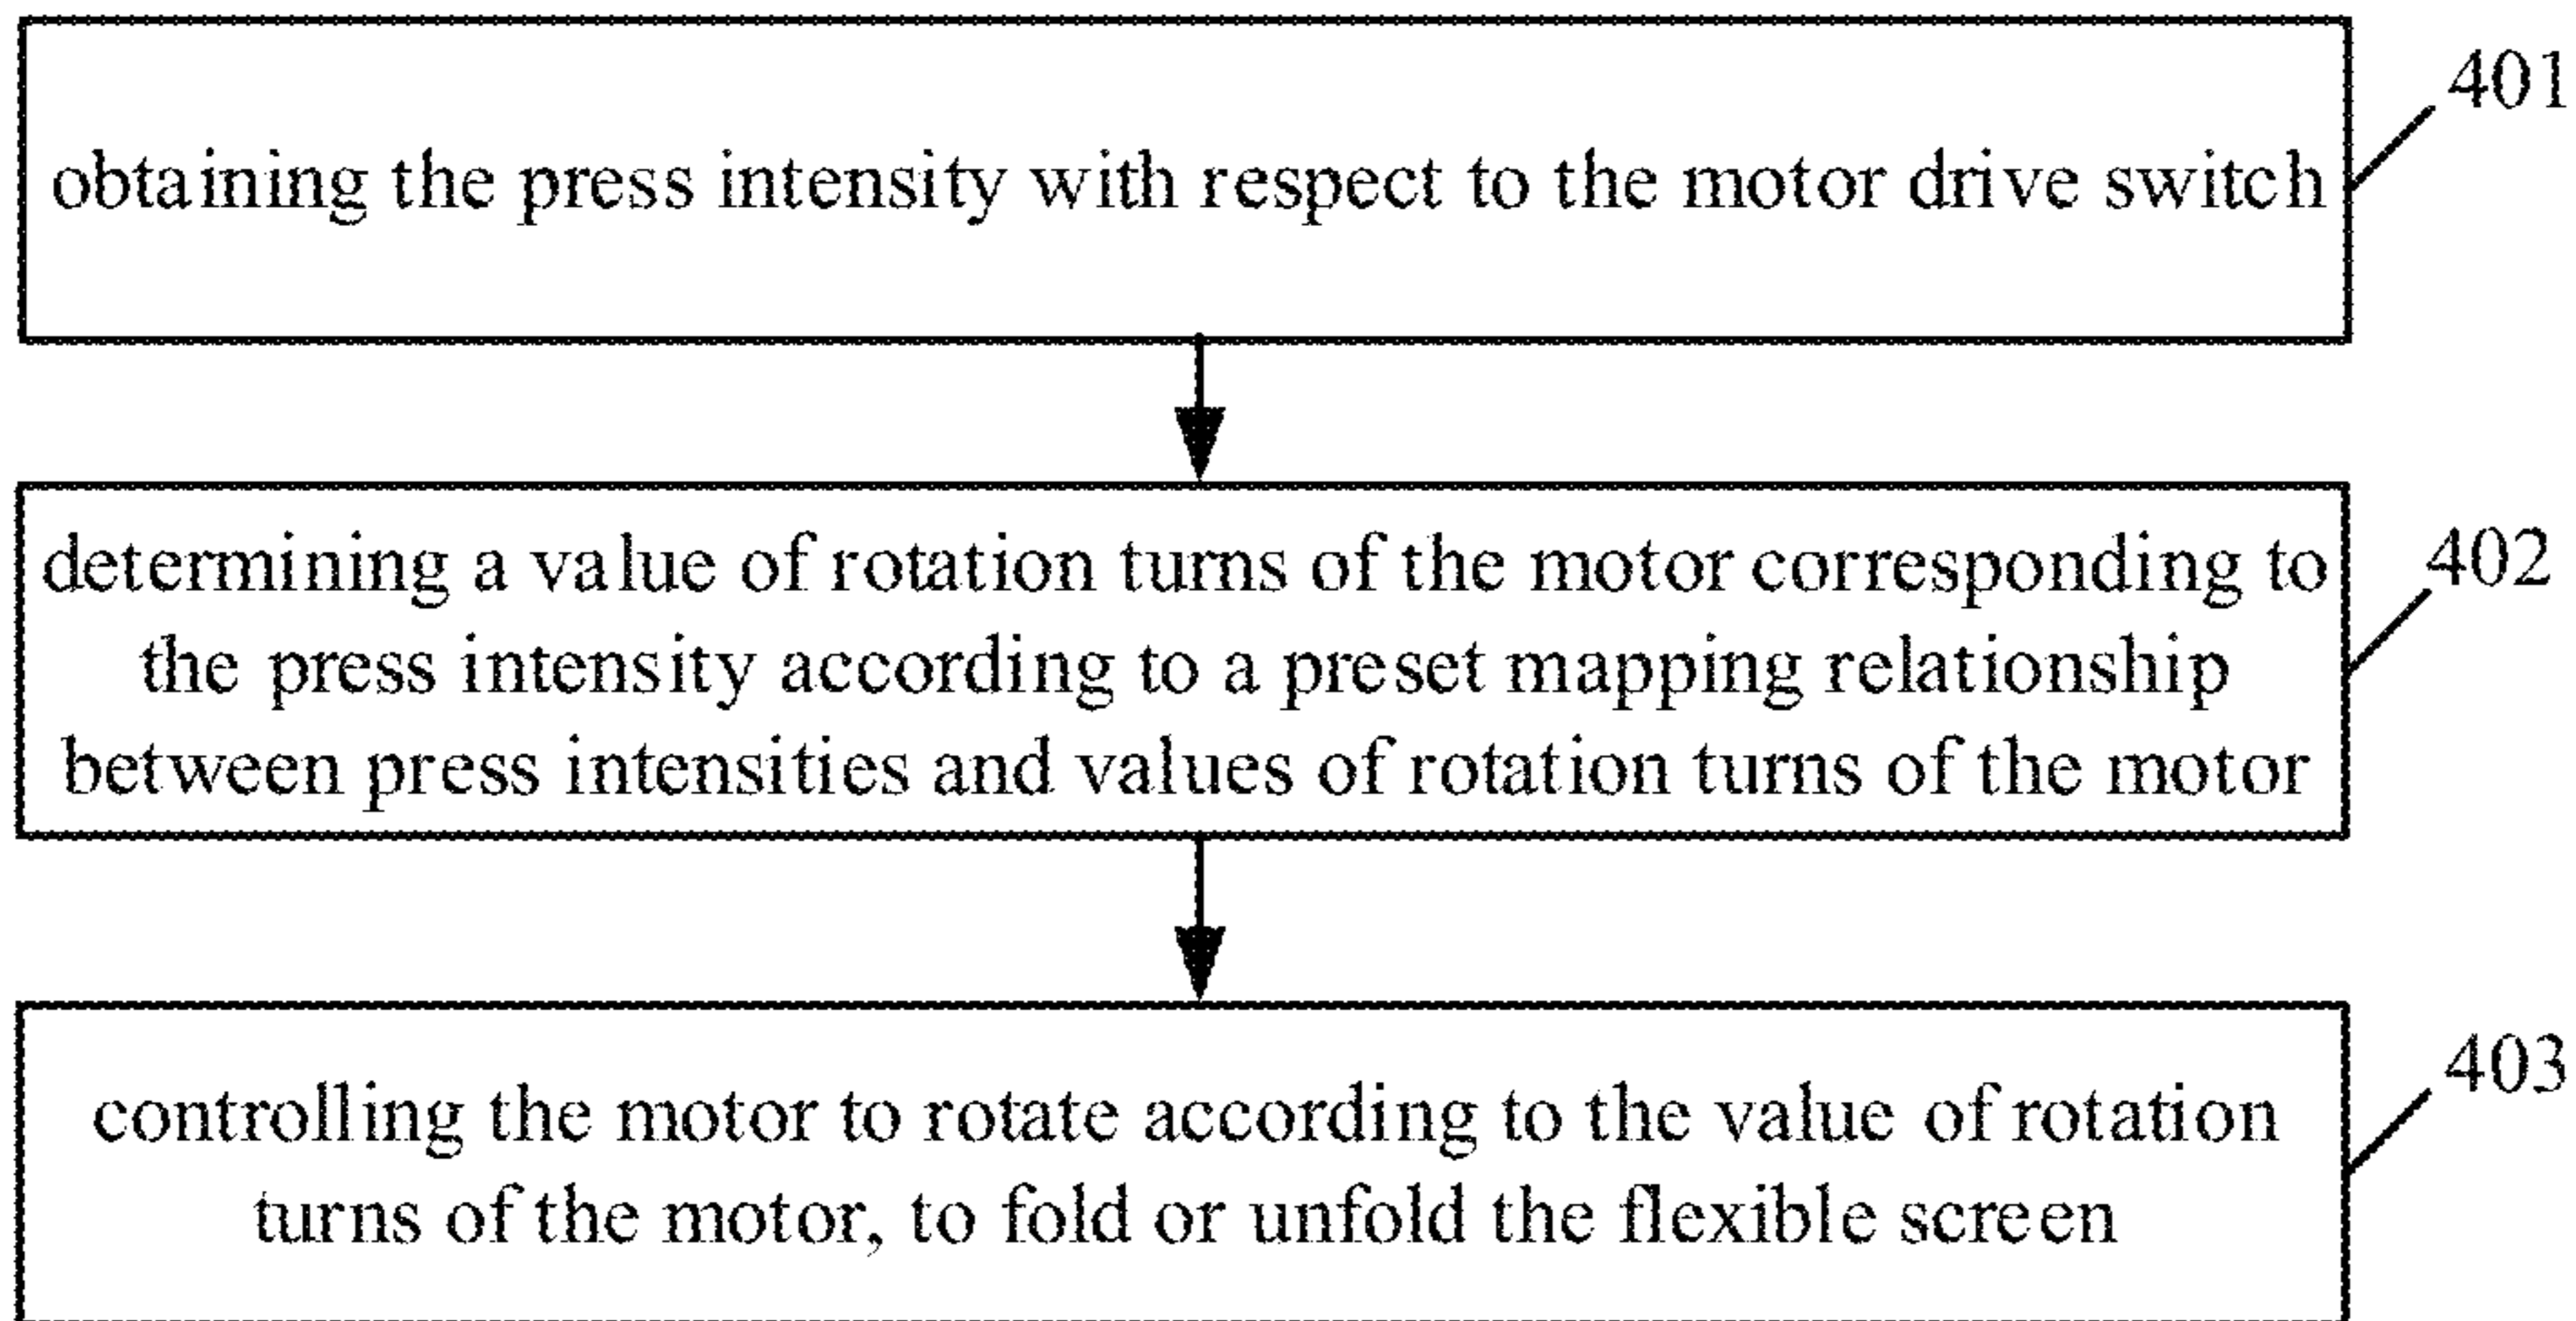 obtaining the press intensity with respect to the motor drive switch
401
determining a value of rotation turns of the motor corresponding to
the press intensity according to a preset mapping relationship
between press intensities and values of rotation turns of the motor
402
controlling the motor to rotate according to the value of rotation
turns of the motor, to fold or unfold the flexible screen
403